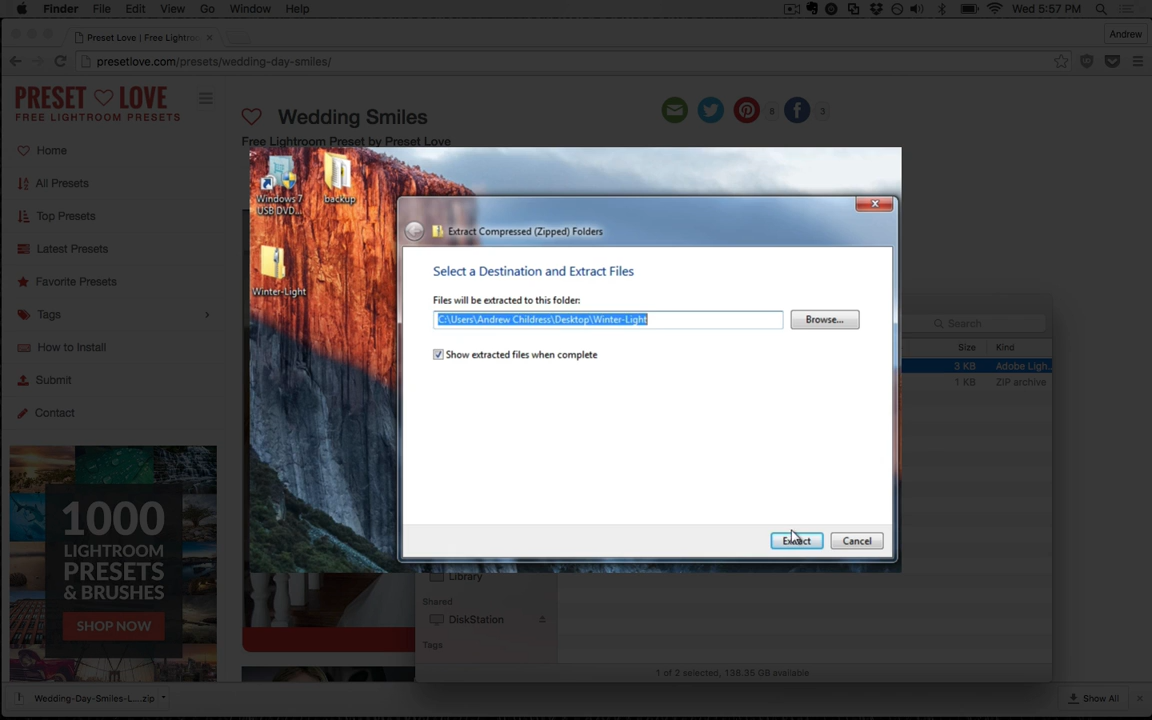 Finder File Edit View Go Window Help Wed 5:57 PM
Preset Love | Free Lightroo
Andrew
presetlove.com/presets/wedding-day-smiles/
PRESET LOVE
FREE LIGHTROOM PRESETS
Home
All Presets
Top Presets
Latest Presets
Favorite Presets
Tags
How to Install
Submit
Contact
1000
LIGHTROOM
PRESETS
& BRUSHES
SHOP NOW
Wedding Smiles
8
3
Free Lightroom Preset by Preset Love
Windows 7
USB DVD...
backup
Winter-Light
Extract Compressed (Zipped) Folders
Select a Destination and Extract Files
Files will be extracted to this folder:
C:\Users\Andrew Childress\Desktop\Winter-Light
Browse...
Show extracted files when complete
Extract
Cancel
Search
Size Kind
3 KB Adobe Ligh...
1 KB ZIP archive
Library
Shared
DiskStation
Tags
1 of 2 selected, 138.35 GB available
Wedding-Day-Smiles-L....zip
Show All